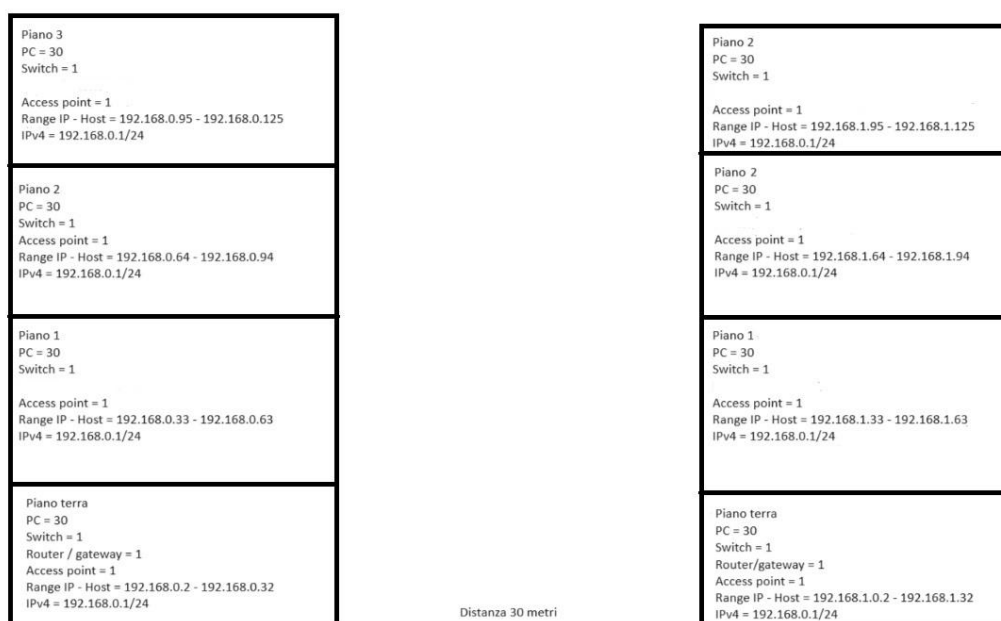 Piano 3
PC = 30
Switch = 1
Access point = 1
Range IP - Host = 192.168.0.95 - 192.168.0.125
IPv4 = 192.168.0.1/24
Piano 2
PC = 30
Switch = 1
Access point = 1
Range IP - Host = 192.168.0.64 - 192.168.0.94
IPv4 = 192.168.0.1/24
Piano 1
PC = 30
Switch = 1
Access point = 1
Range IP - Host = 192.168.0.33 - 192.168.0.63
IPv4 = 192.168.0.1/24
Piano terra
PC = 30
Switch = 1
Router / gateway = 1
Access point = 1
Range IP - Host = 192.168.0.2 - 192.168.0.32
IPv4 = 192.168.0.1/24
Distanza 30 metri
Piano 2
PC = 30
Switch = 1
Access point = 1
Range IP - Host = 192.168.1.95 - 192.168.1.125
IPv4 = 192.168.0.1/24
Piano 2
PC = 30
Switch = 1
Access point = 1
Range IP - Host = 192.168.1.64 - 192.168.1.94
IPv4 = 192.168.0.1/24
Piano 1
PC = 30
Switch = 1
Access point = 1
Range IP - Host = 192.168.1.33 - 192.168.1.63
IPv4 = 192.168.0.1/24
Piano terra
PC = 30
Switch = 1
Router/gateway = 1
Access point = 1
Range IP - Host = 192.168.1.0.2 - 192.168.1.32
IPv4 = 192.168.0.1/24